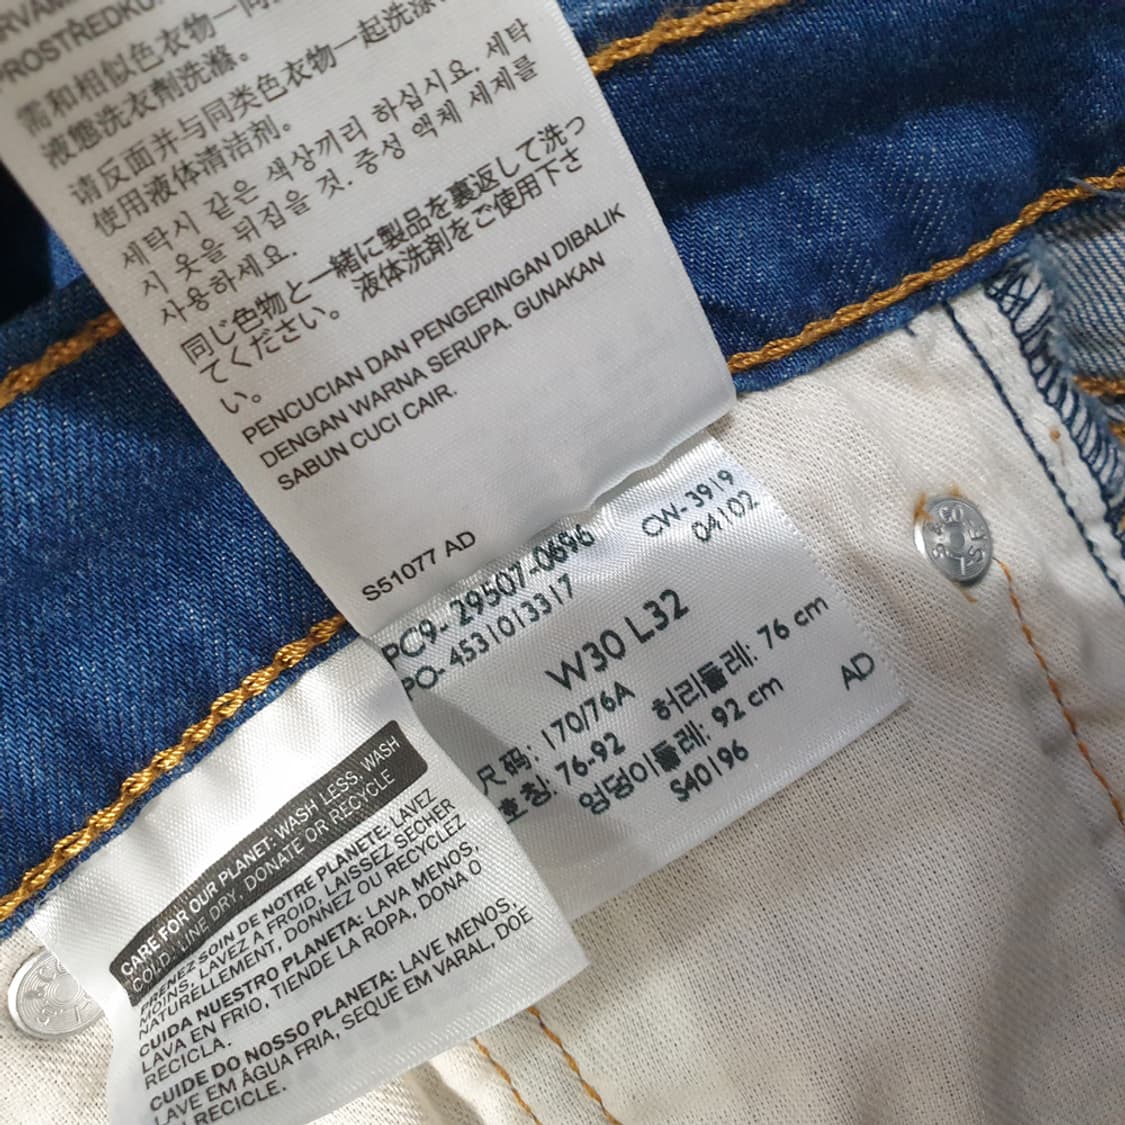 PROSTŘEDKU.
需和相似色衣物一同
液態洗衣劑洗滌。
请反面并与同类色衣物一起洗涤
使用液体清洁剂。
세탁시 같은 색상끼리 하십시요. 세탁
시 옷을 뒤집을 것. 중성 액체 세제를
사용하세요.
同じ色物と一緒に製品を裏返して洗っ
てください。 液体洗剤をご使用下さ
い。
PENCUCIAN DAN PENGERINGAN DIBALIK
DENGAN WARNA SERUPA. GUNAKAN
SABUN CUCI CAIR.
S51077 AD
CW-3919
04102
PC9-29507-0696
PO-4531013317
W30 L32
尺码: 170/76A 허리둘레: 76 cm
호칭: 76-92 엉덩이둘레: 92 cm
S40196 AD
CARE FOR OUR PLANET: WASH LESS, WASH
COLD, LINE DRY, DONATE OR RECYCLE
PRENEZ SOIN DE NOTRE PLANETE: LAVEZ
MOINS, LAVEZ A FROID, LAISSEZ SECHER
NATURELLEMENT, DONNEZ OU RECYCLEZ
CUIDA NUESTRO PLANETA: LAVA MENOS,
LAVA EN FRIO, TIENDE LA ROPA, DONA O
RECICLA.
CUIDE DO NOSSO PLANETA: LAVE MENOS,
LAVE EM ÁGUA FRIA, SEQUE EM VARAL, DOE
RECICLE.